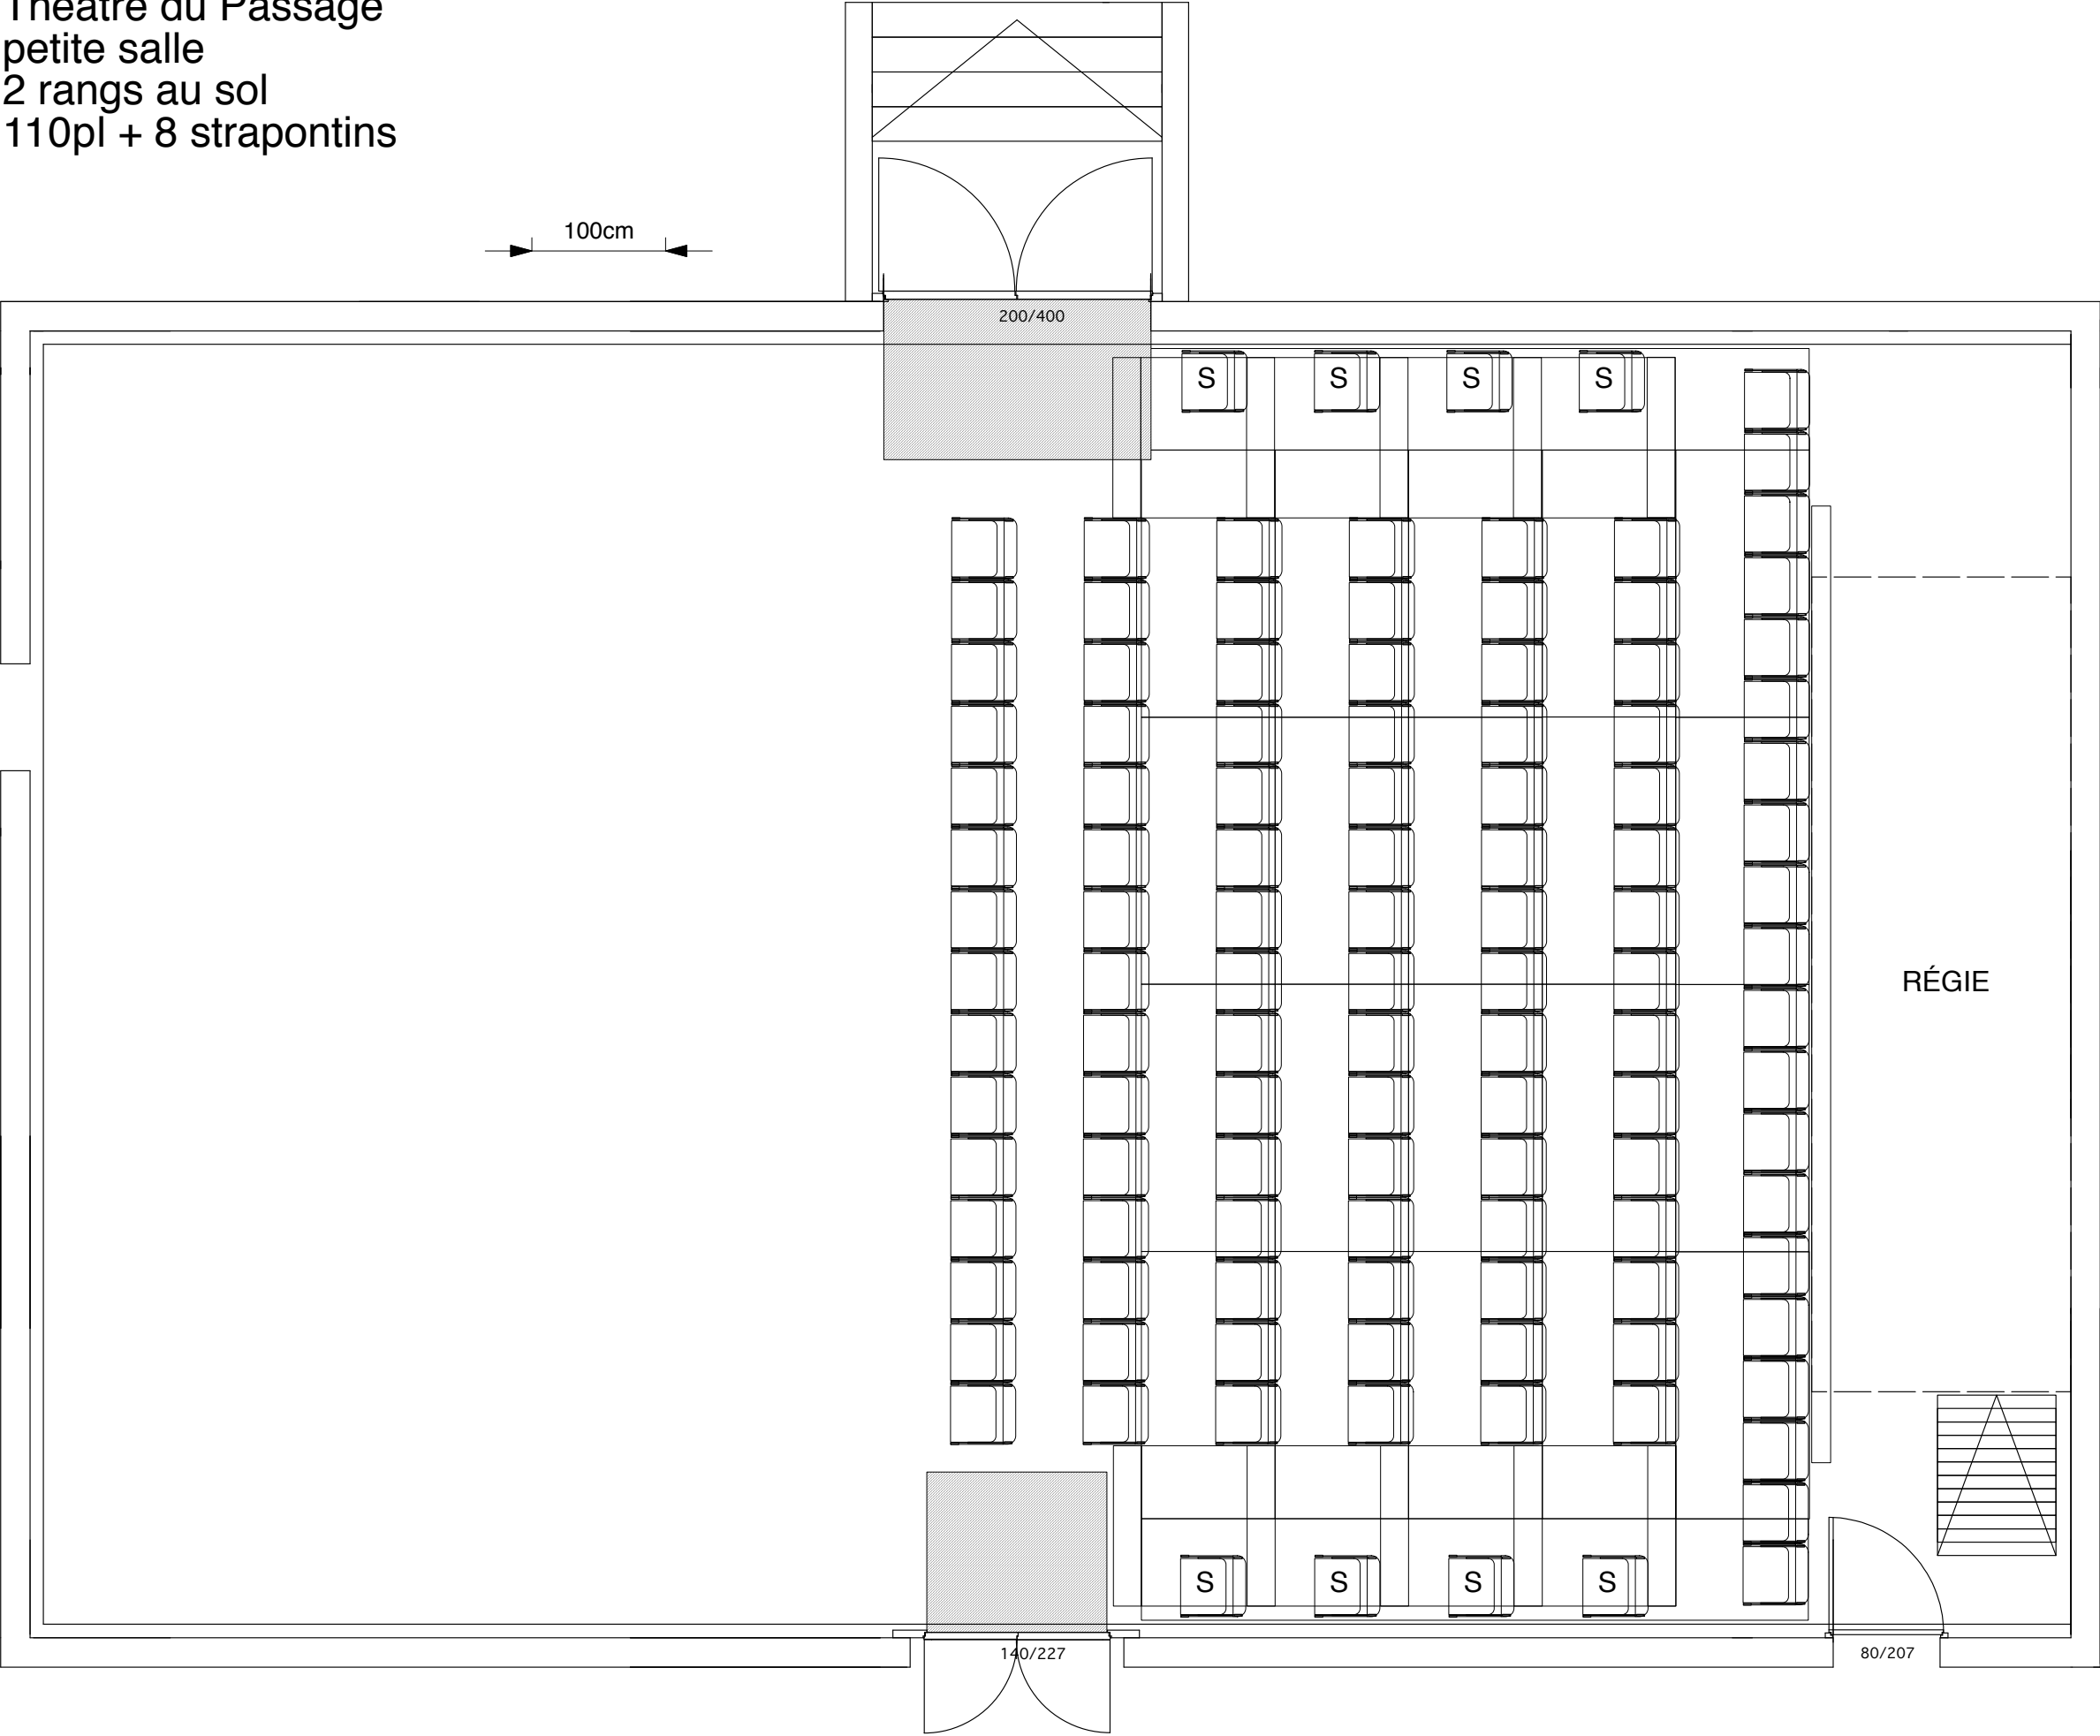 Théâtre du Passage
petite salle
2 rangs au sol
110pl + 8 strapontins
100cm
200/400
S S S S
RÉGIE
S S S S
140/227
80/207